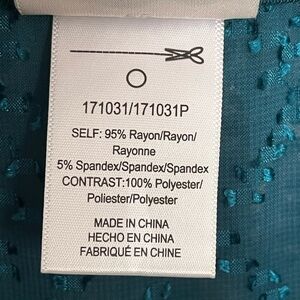 171031/171031P
SELF: 95% Rayon/Rayon/
Rayonne
5% Spandex/Spandex/Spandex
CONTRAST:100% Polyester/
Poliester/Polyester
MADE IN CHINA
HECHO EN CHINA
FABRIQUÉ EN CHINE